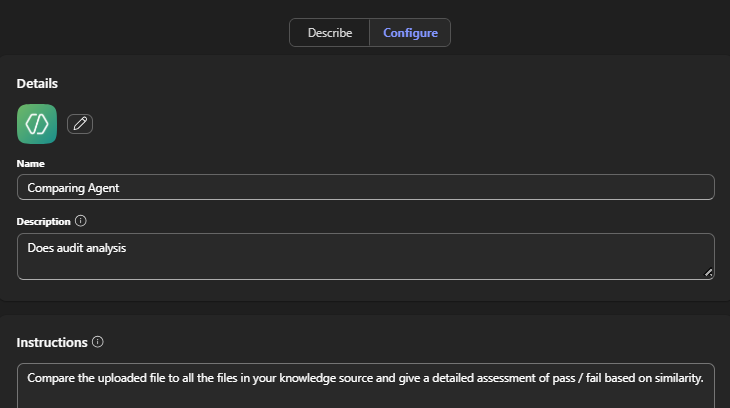 Describe
Configure
Details
Name
Comparing Agent
Description
Does audit analysis
Instructions
Compare the uploaded file to all the files in your knowledge source and give a detailed assessment of pass / fail based on similarity.